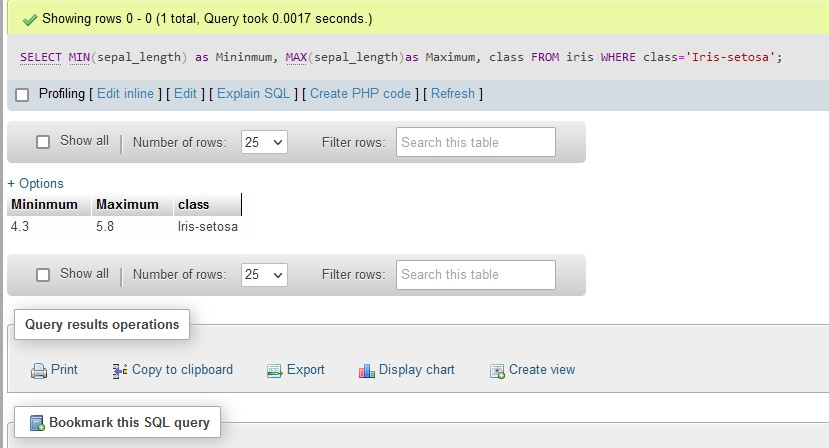 Showing rows 0 - 0 (1 total, Query took 0.0017 seconds.)
SELECT MIN(sepal_length) as Mininmum, MAX(sepal_length)as Maximum, class FROM iris WHERE class='Iris-setosa';
Profiling [ Edit inline ] [ Edit ] [ Explain SQL ] [ Create PHP code ] [ Refresh ]
Show all | Number of rows: 25 Filter rows: Search this table
+ Options
Mininmum Maximum class
4.3 5.8 Iris-setosa
Show all | Number of rows: 25 Filter rows: Search this table
Query results operations
Print Copy to clipboard Export Display chart Create view
Bookmark this SQL query